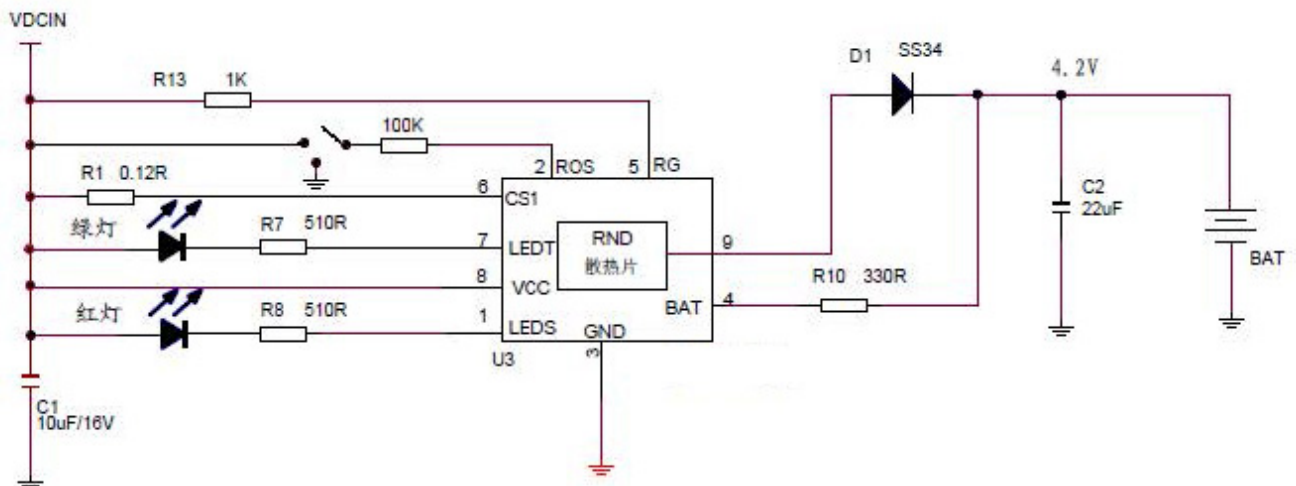 VDCIN
R13 1K
100K
R1 0.12R
绿灯
R7 510R
红灯
R8 510R
C1
10uF/16V
2 ROS
5 RG
6
CS1
7
LEDT
8
VCC
1
LEDS
U3
RND
散热片
9
BAT
4
GND
3
R10 330R
D1 SS34
4.2V
C2
22uF
BAT